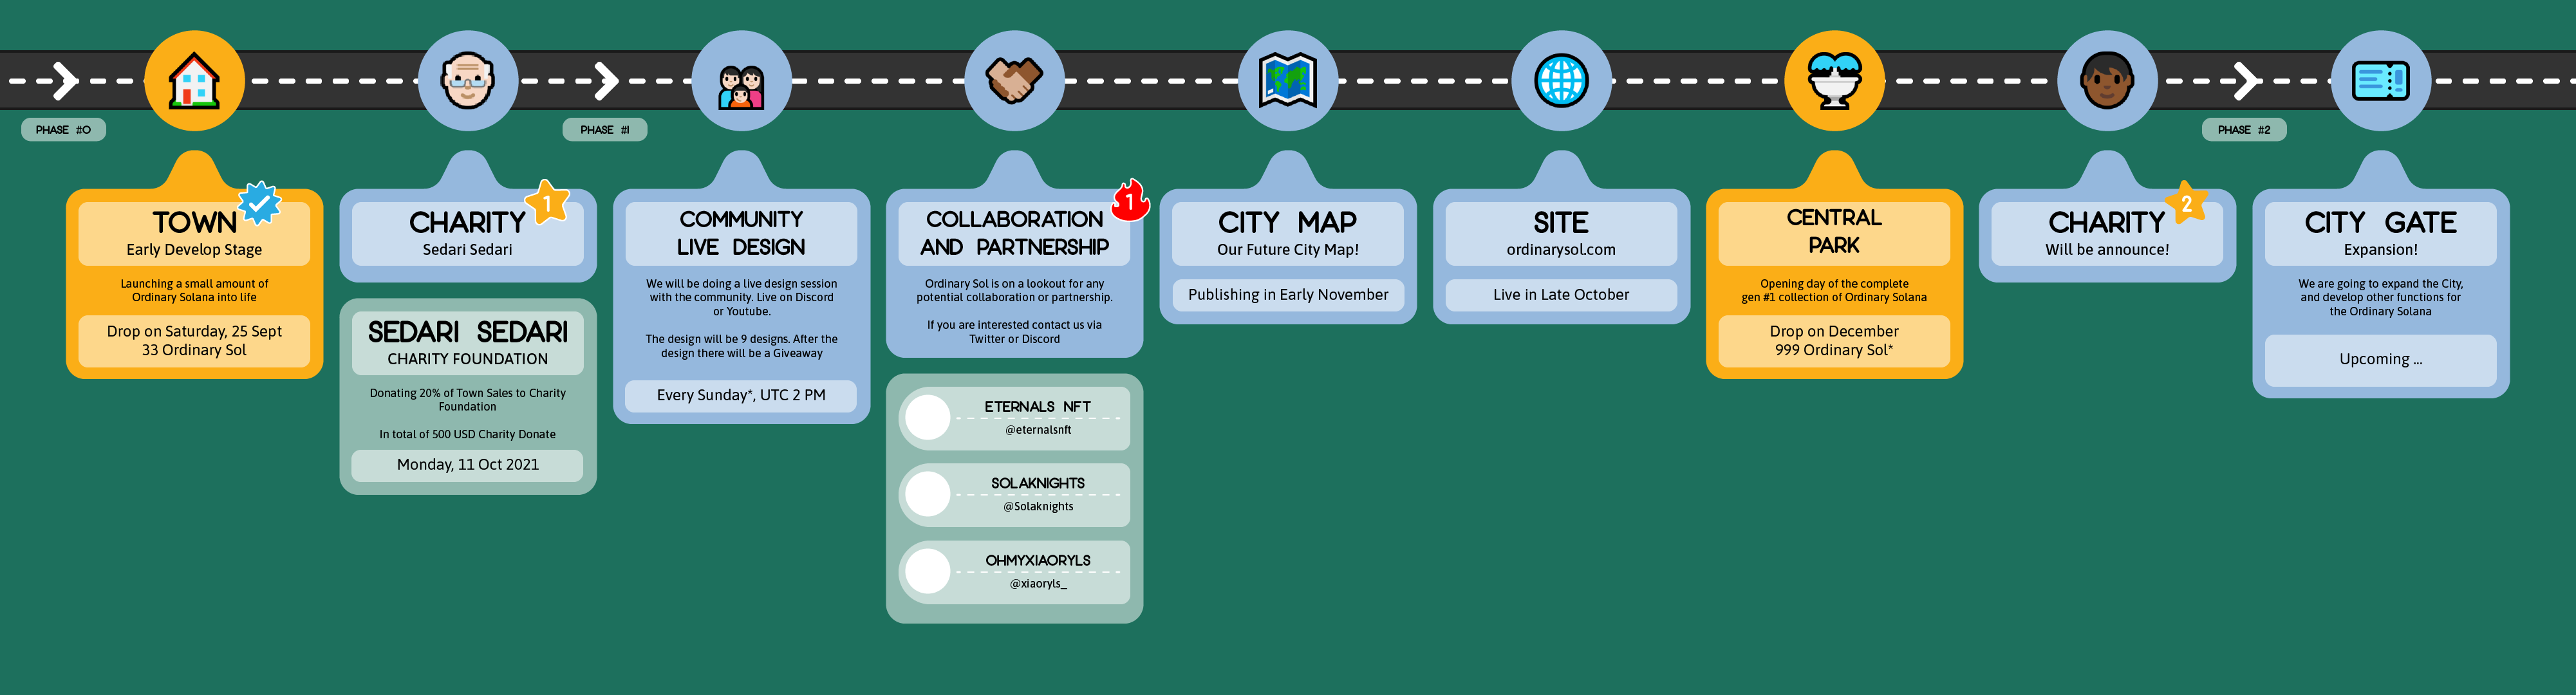 PHASE #0
TOWN
Early Develop Stage
Launching a small amount of
Ordinary Solana into life
Drop on Saturday, 25 Sept
33 Ordinary Sol
CHARITY
1
Sedari Sedari
SEDARI SEDARI
CHARITY FOUNDATION
Donating 20% of Town Sales to Charity
Foundation
In total of 500 USD Charity Donate
Monday, 11 Oct 2021
PHASE #1
COMMUNITY
LIVE DESIGN
We will be doing a live design session
with the community. Live on Discord
or Youtube.
The design will be 9 designs. After the
design there will be a Giveaway
Every Sunday*, UTC 2 PM
COLLABORATION
AND PARTNERSHIP
1
Ordinary Sol is on a lookout for any
potential collaboration or partnership.
If you are interested contact us via
Twitter or Discord
ETERNALS NFT
@eternalsnft
SOLAKNIGHTS
@Solaknights
OHMYXIAORYLS
@xiaoryls_
CITY MAP
Our Future City Map!
Publishing in Early November
SITE
ordinarysol.com
Live in Late October
CENTRAL
PARK
Opening day of the complete
gen #1 collection of Ordinary Solana
Drop on December
999 Ordinary Sol*
CHARITY
2
Will be announce!
PHASE #2
CITY GATE
Expansion!
We are going to expand the City,
and develop other functions for
the Ordinary Solana
Upcoming ...